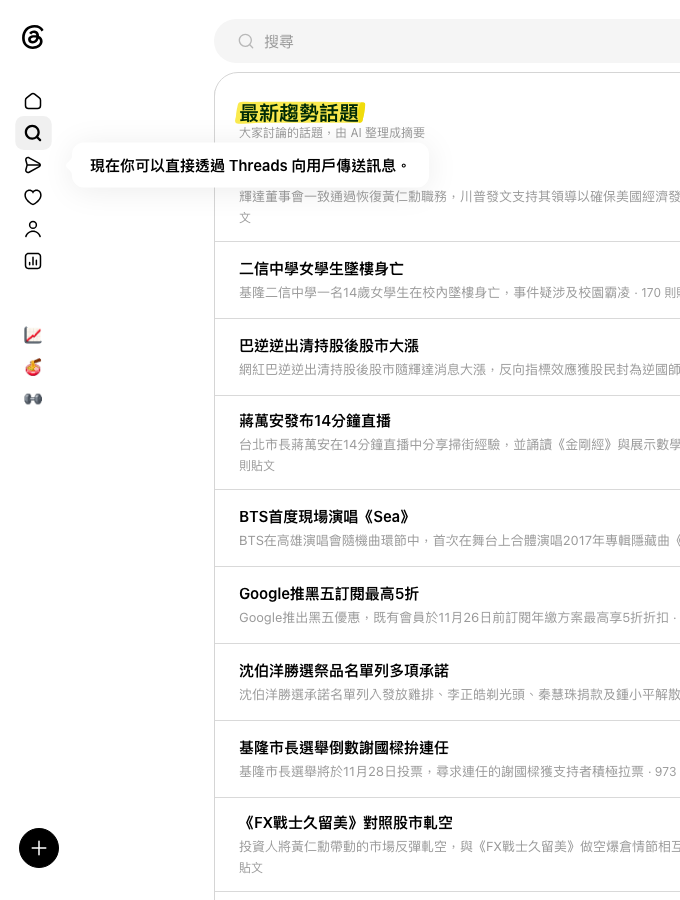 搜尋
最新趨勢話題
大家討論的話題，由 AI 整理成摘要
現在你可以直接透過 Threads 向用戶傳送訊息。
輝達董事會一致通過恢復黃仁勳職務，川普發文支持其領導以確保美國經濟發
文
二信中學女學生墜樓身亡
基隆二信中學一名14歲女學生在校內墜樓身亡，事件疑涉及校園霸凌 · 170 則
巴逆逆出清持股後股市大漲
網紅巴逆逆出清持股後股市隨輝達消息大漲，反向指標效應獲股民封為逆國師
蔣萬安發布14分鐘直播
台北市長蔣萬安在14分鐘直播中分享掃街經驗，並誦讀《金剛經》與展示數學
則貼文
BTS首度現場演唱《Sea》
BTS在高雄演唱會隨機曲環節中，首次在舞台上合體演唱2017年專輯隱藏曲《
Google推黑五訂閱最高5折
Google推出黑五優惠，既有會員於11月26日前訂閱年繳方案最高享5折折扣 ·
沈伯洋勝選祭品名單列多項承諾
沈伯洋勝選承諾名單列入發放雞排、李正皓剃光頭、秦慧珠捐款及鍾小平解散
基隆市長選舉倒數謝國樑拚連任
基隆市長選舉將於11月28日投票，尋求連任的謝國樑獲支持者積極拉票 · 973
《FX戰士久留美》對照股市軋空
投資人將黃仁勳帶動的市場反彈軋空，與《FX戰士久留美》做空爆倉情節相互
貼文